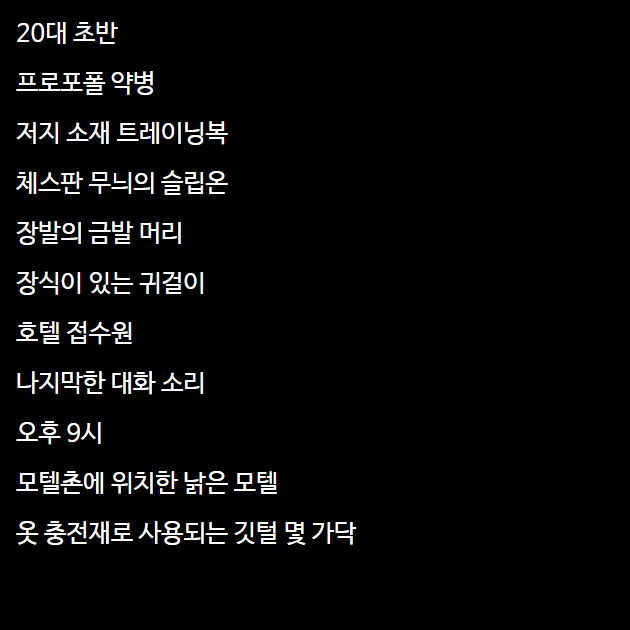 20대 초반
프로포폴 약병
저지 소재 트레이닝복
체스판 무늬의 슬립온
장발의 금발 머리
장식이 있는 귀걸이
호텔 접수원
나지막한 대화 소리
오후 9시
모텔촌에 위치한 낡은 모텔
옷 충전재로 사용되는 깃털 몇 가닥